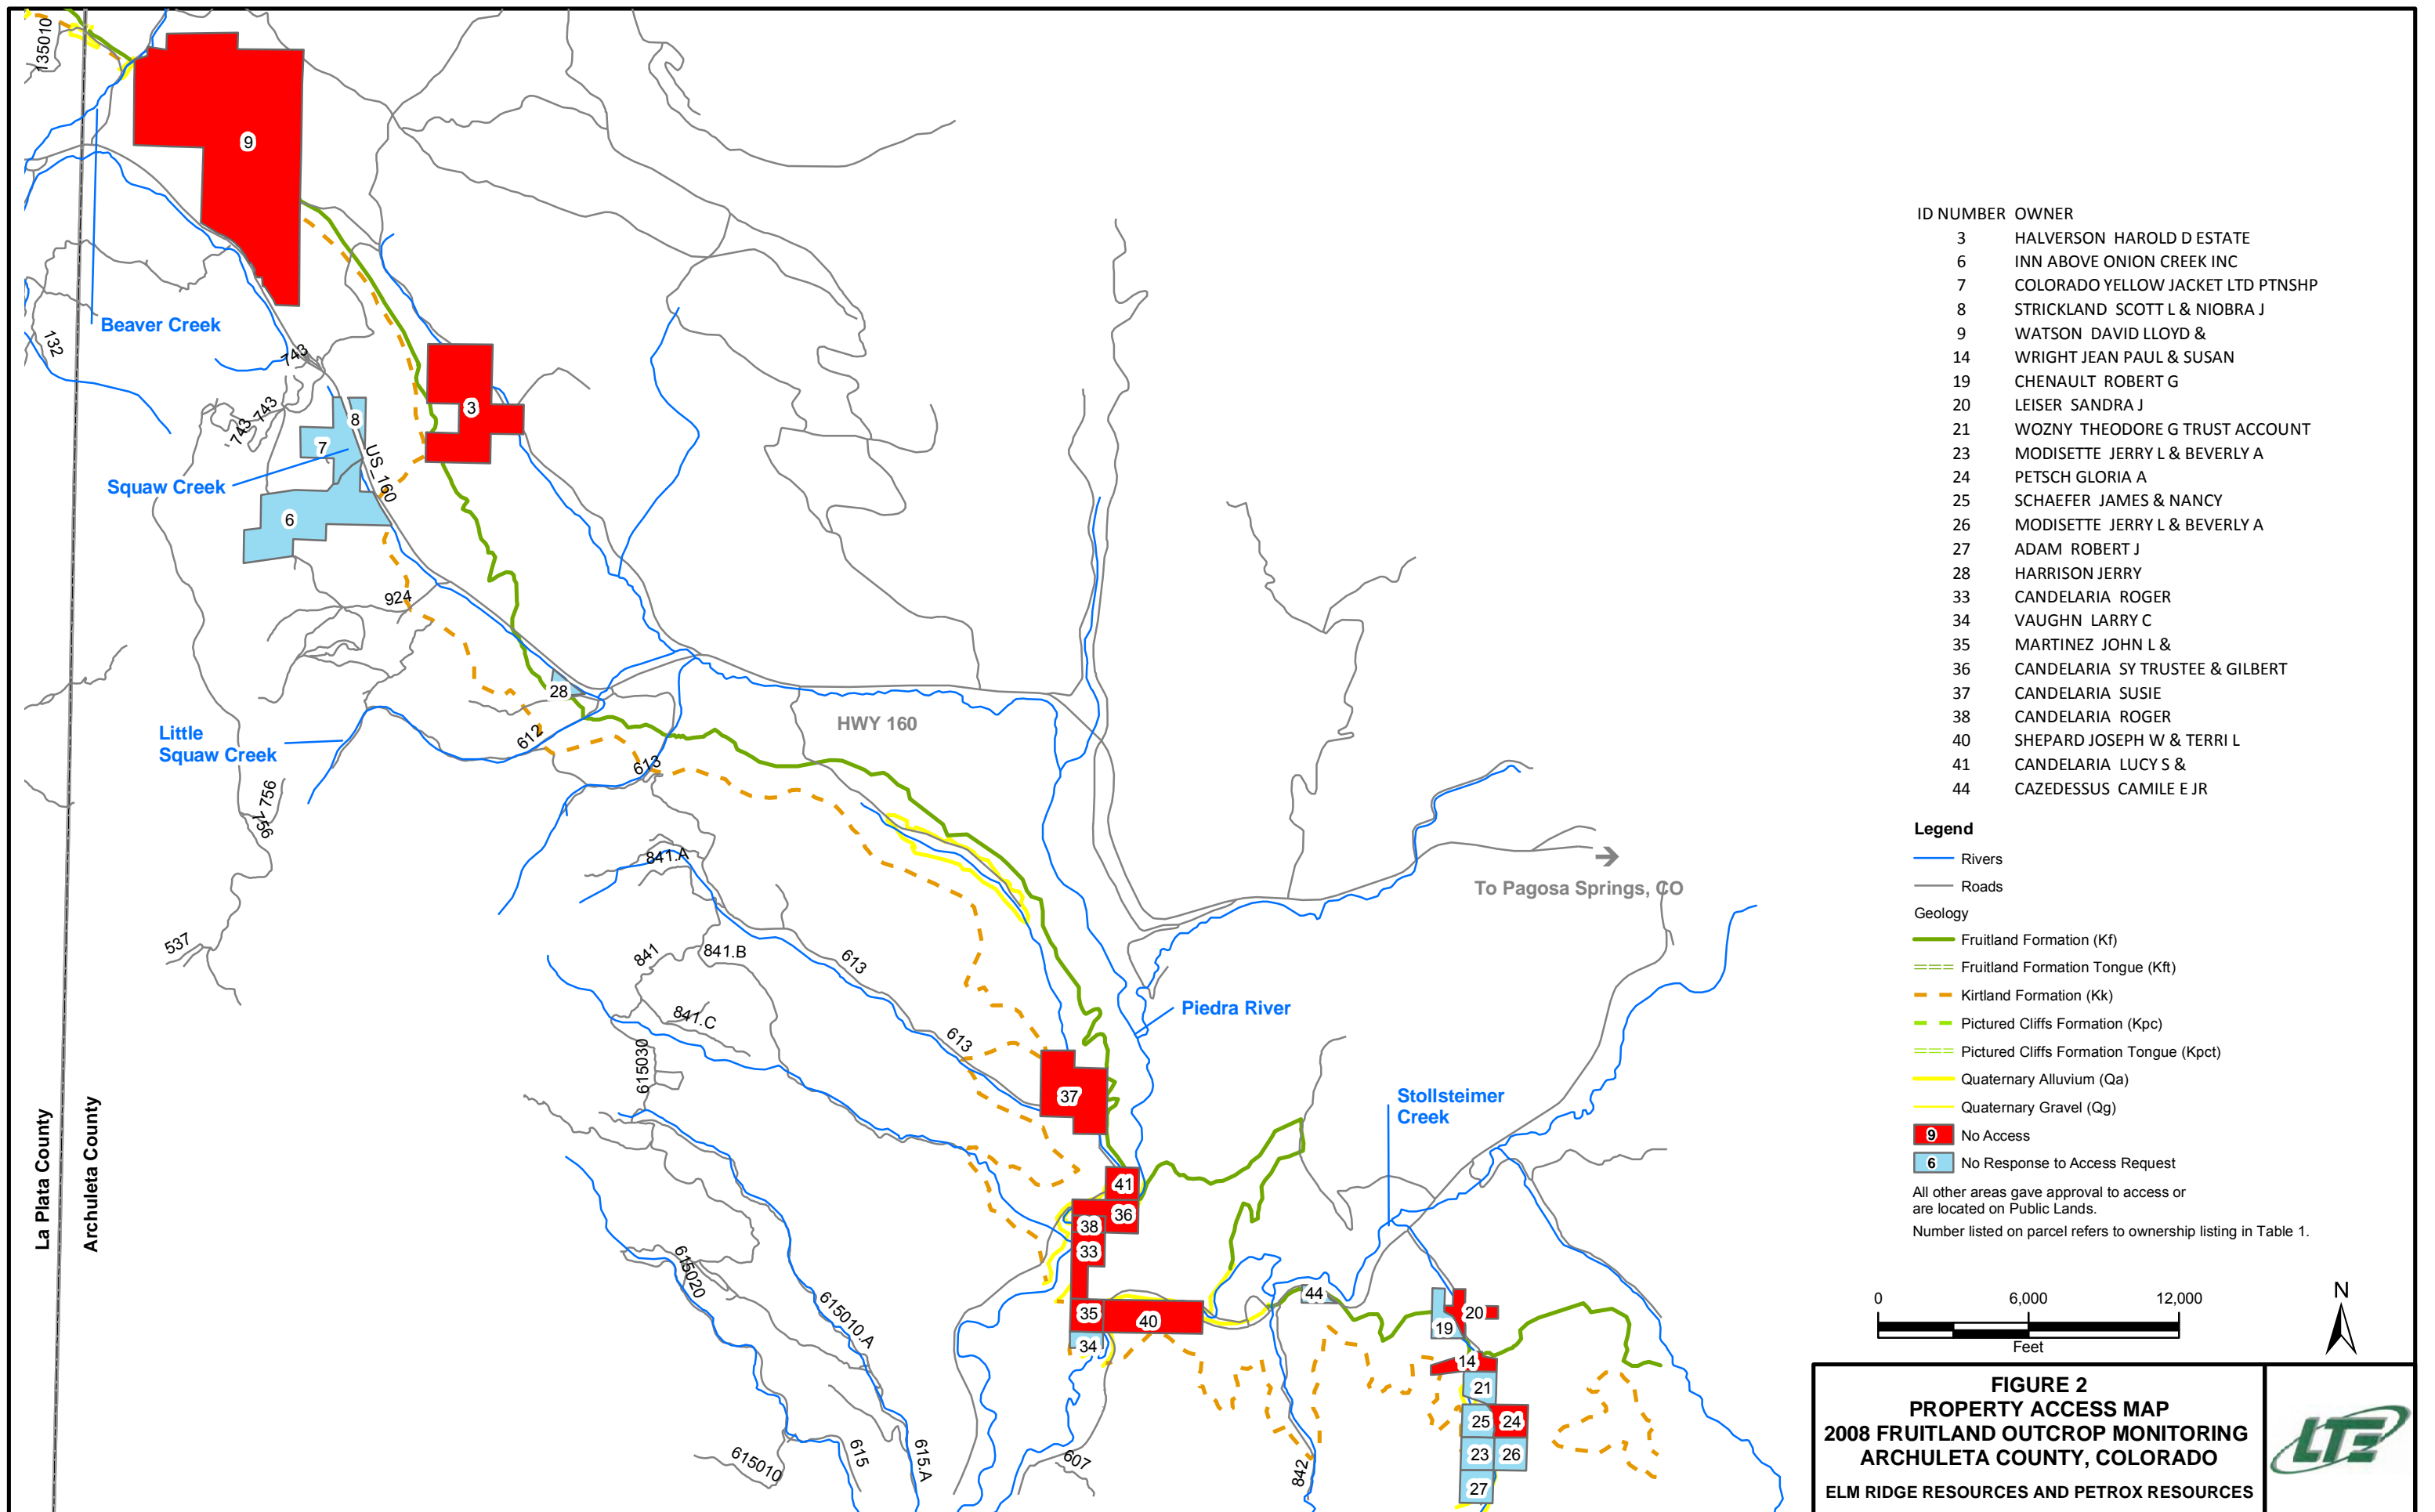 135010
9
Beaver Creek
132
743
743
743
8
7
US_160
3
Squaw Creek
6
924
28
612
613
HWY 160
Little
Squaw Creek
756
756
537
841.A
841
841.B
613
841.C
613
615030
To Pagosa Springs, CO
Piedra River
37
Stollsteimer
Creek
41
36
38
33
35
40
34
44
20
19
14
21
25
24
23
26
27
La Plata County
Archuleta County
615020
615010.A
615010
615
615.A
607
842
ID NUMBER OWNER
3 HALVERSON HAROLD D ESTATE
6 INN ABOVE ONION CREEK INC
7 COLORADO YELLOW JACKET LTD PTNSHP
8 STRICKLAND SCOTT L & NIOBRA J
9 WATSON DAVID LLOYD &
14 WRIGHT JEAN PAUL & SUSAN
19 CHENAULT ROBERT G
20 LEISER SANDRA J
21 WOZNY THEODORE G TRUST ACCOUNT
23 MODISETTE JERRY L & BEVERLY A
24 PETSCH GLORIA A
25 SCHAEFER JAMES & NANCY
26 MODISETTE JERRY L & BEVERLY A
27 ADAM ROBERT J
28 HARRISON JERRY
33 CANDELARIA ROGER
34 VAUGHN LARRY C
35 MARTINEZ JOHN L &
36 CANDELARIA SY TRUSTEE & GILBERT
37 CANDELARIA SUSIE
38 CANDELARIA ROGER
40 SHEPARD JOSEPH W & TERRI L
41 CANDELARIA LUCY S &
44 CAZEDESSUS CAMILE E JR
Legend
Rivers
Roads
Geology
Fruitland Formation (Kf)
Fruitland Formation Tongue (Kft)
Kirtland Formation (Kk)
Pictured Cliffs Formation (Kpc)
Pictured Cliffs Formation Tongue (Kpct)
Quaternary Alluvium (Qa)
Quaternary Gravel (Qg)
9 No Access
6 No Response to Access Request
All other areas gave approval to access or
are located on Public Lands.
Number listed on parcel refers to ownership listing in Table 1.
0 6,000 12,000
Feet
N
FIGURE 2
PROPERTY ACCESS MAP
2008 FRUITLAND OUTCROP MONITORING
ARCHULETA COUNTY, COLORADO
ELM RIDGE RESOURCES AND PETROX RESOURCES
LTE